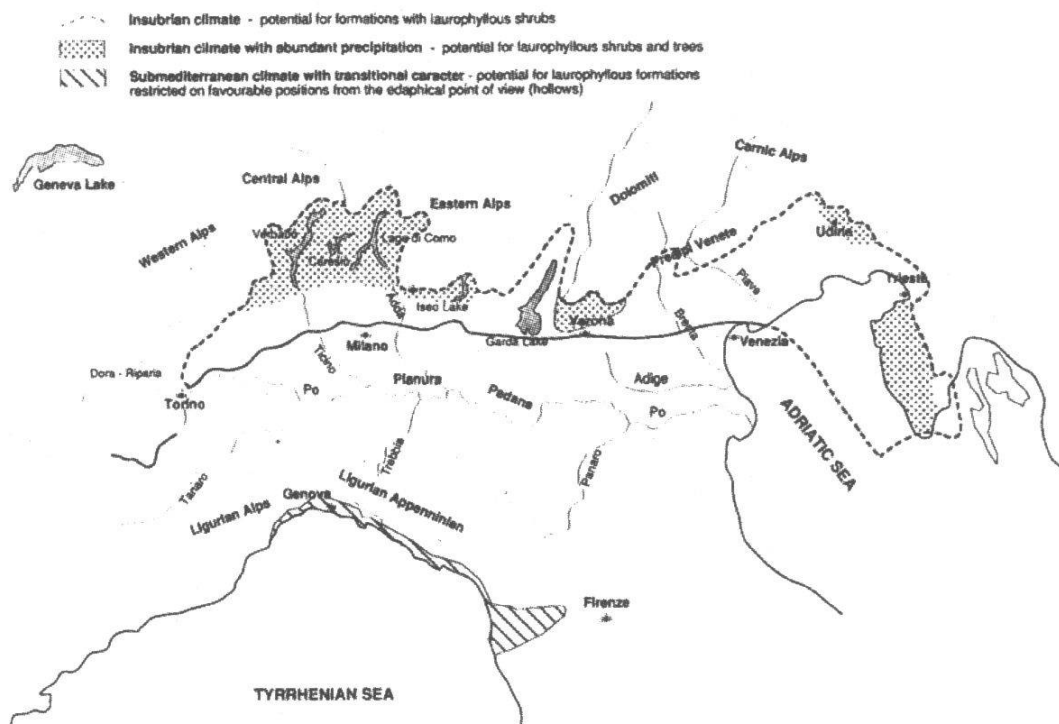 Insubrian climate - potential for formations with laurophyllous shrubs
Insubrian climate with abundant precipitation - potential for laurophyllous shrubs and trees
Submediterranean climate with transitional caracter - potential for laurophyllous formations
restricted on favourable positions from the edaphical point of view (hollows)
Geneva Lake
Central Alps
Eastern Alps
Western Alps
Dolomiti
Carnic Alps
Prealpi Venete
Verbano
Ceresio
Lago di Como
Iseo Lake
Garda Lake
Verona
Udine
Trieste
Piave
Brenta
Venezia
Adda
Ticino
Milano
Dora - Riparia
Torino
Po
Planura
Padana
Adige
Po
Panaro
Trebbia
Tanaro
Ligurian Alps
Genova
Ligurian Appenninian
Firenze
ADRIATIC SEA
TYRRHENIAN SEA